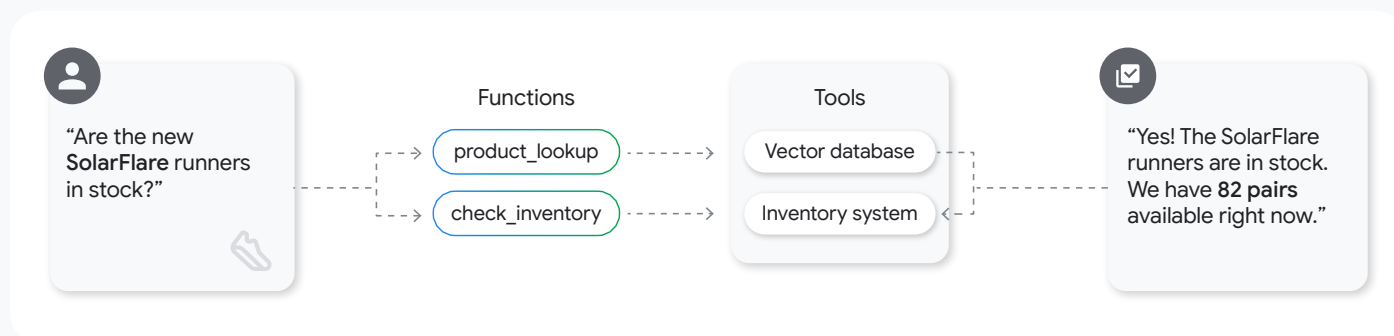 “Are the new
SolarFlare runners
in stock?”
Functions
product_lookup
check_inventory
Tools
Vector database
Inventory system
“Yes! The SolarFlare
runners are in stock.
We have 82 pairs
available right now.”